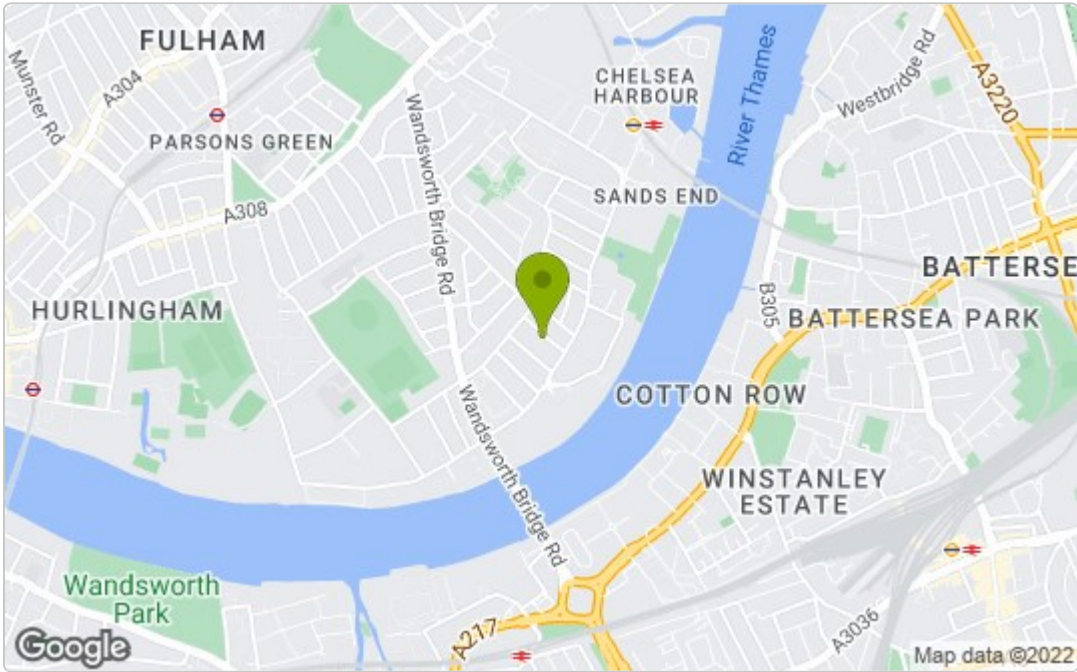 FULHAM
Munster Rd
A304
PARSONS GREEN
A308
Wandsworth Bridge Rd
CHELSEA
HARBOUR
River Thames
Westbridge Rd
A3220
SANDS END
HURLINGHAM
B305
BATTERSE
BATTERSEA PARK
COTTON ROW
Wandsworth Bridge Rd
WINSTANLEY
ESTATE
Wandsworth
Park
A217
A3036
Google
Map data ©2022